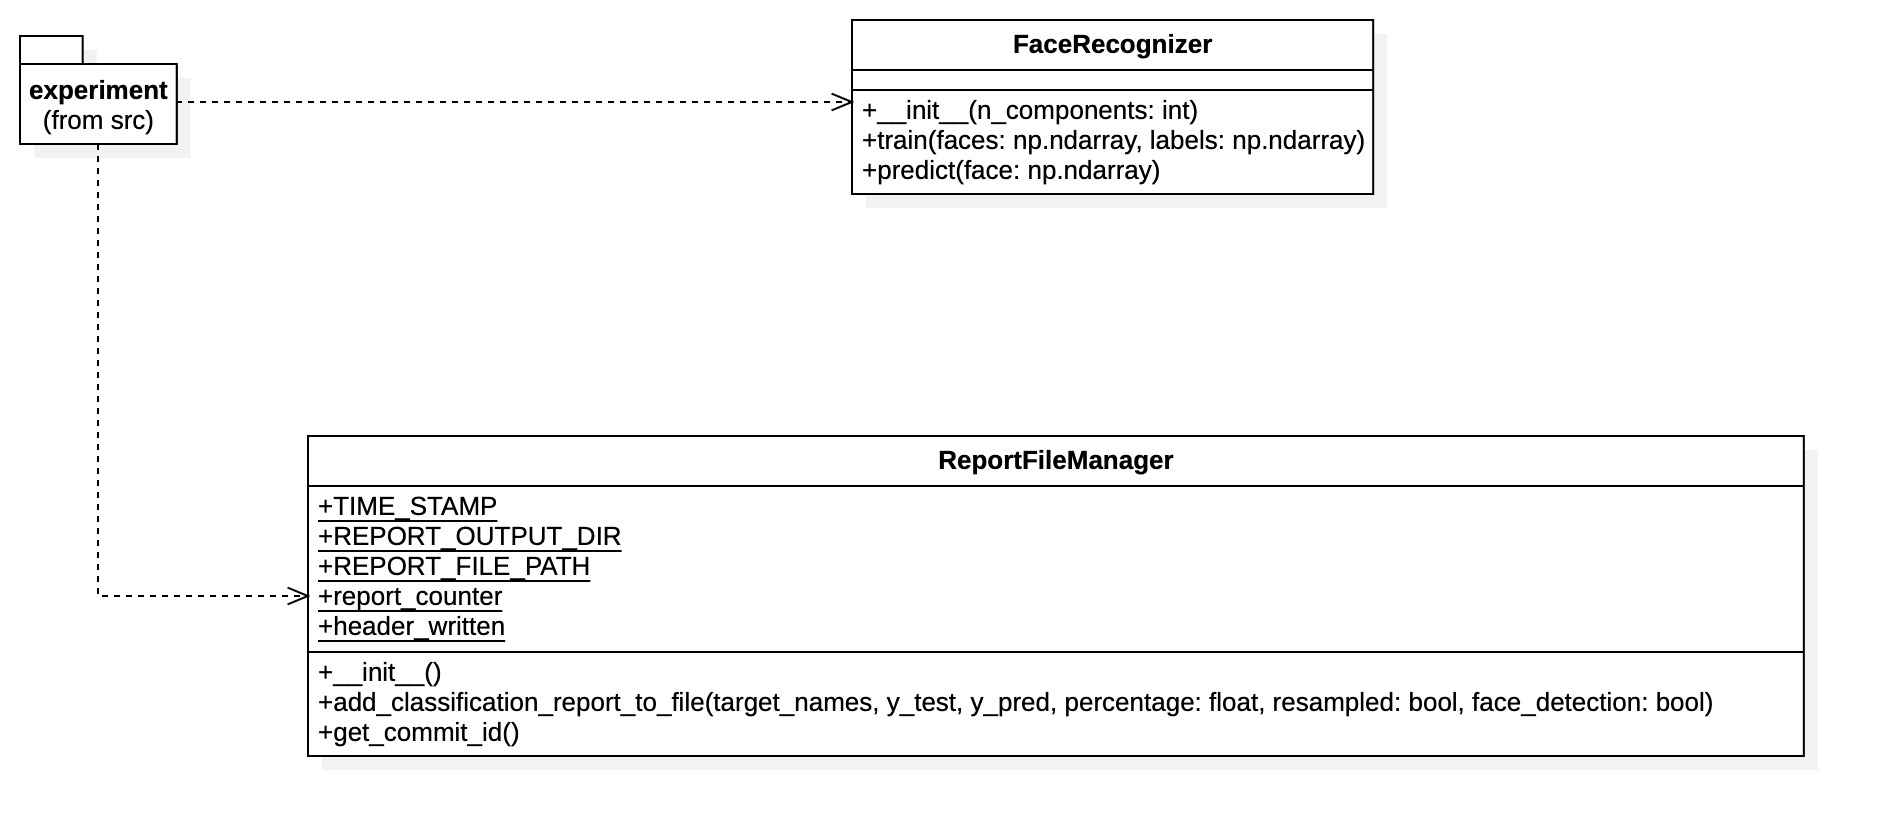 experiment
(from src)
FaceRecognizer
+__init__(n_components: int)
+train(faces: np.ndarray, labels: np.ndarray)
+predict(face: np.ndarray)
ReportFileManager
+TIME_STAMP
+REPORT_OUTPUT_DIR
+REPORT_FILE_PATH
+report_counter
+header_written
+__init__()
+add_classification_report_to_file(target_names, y_test, y_pred, percentage: float, resampled: bool, face_detection: bool)
+get_commit_id()